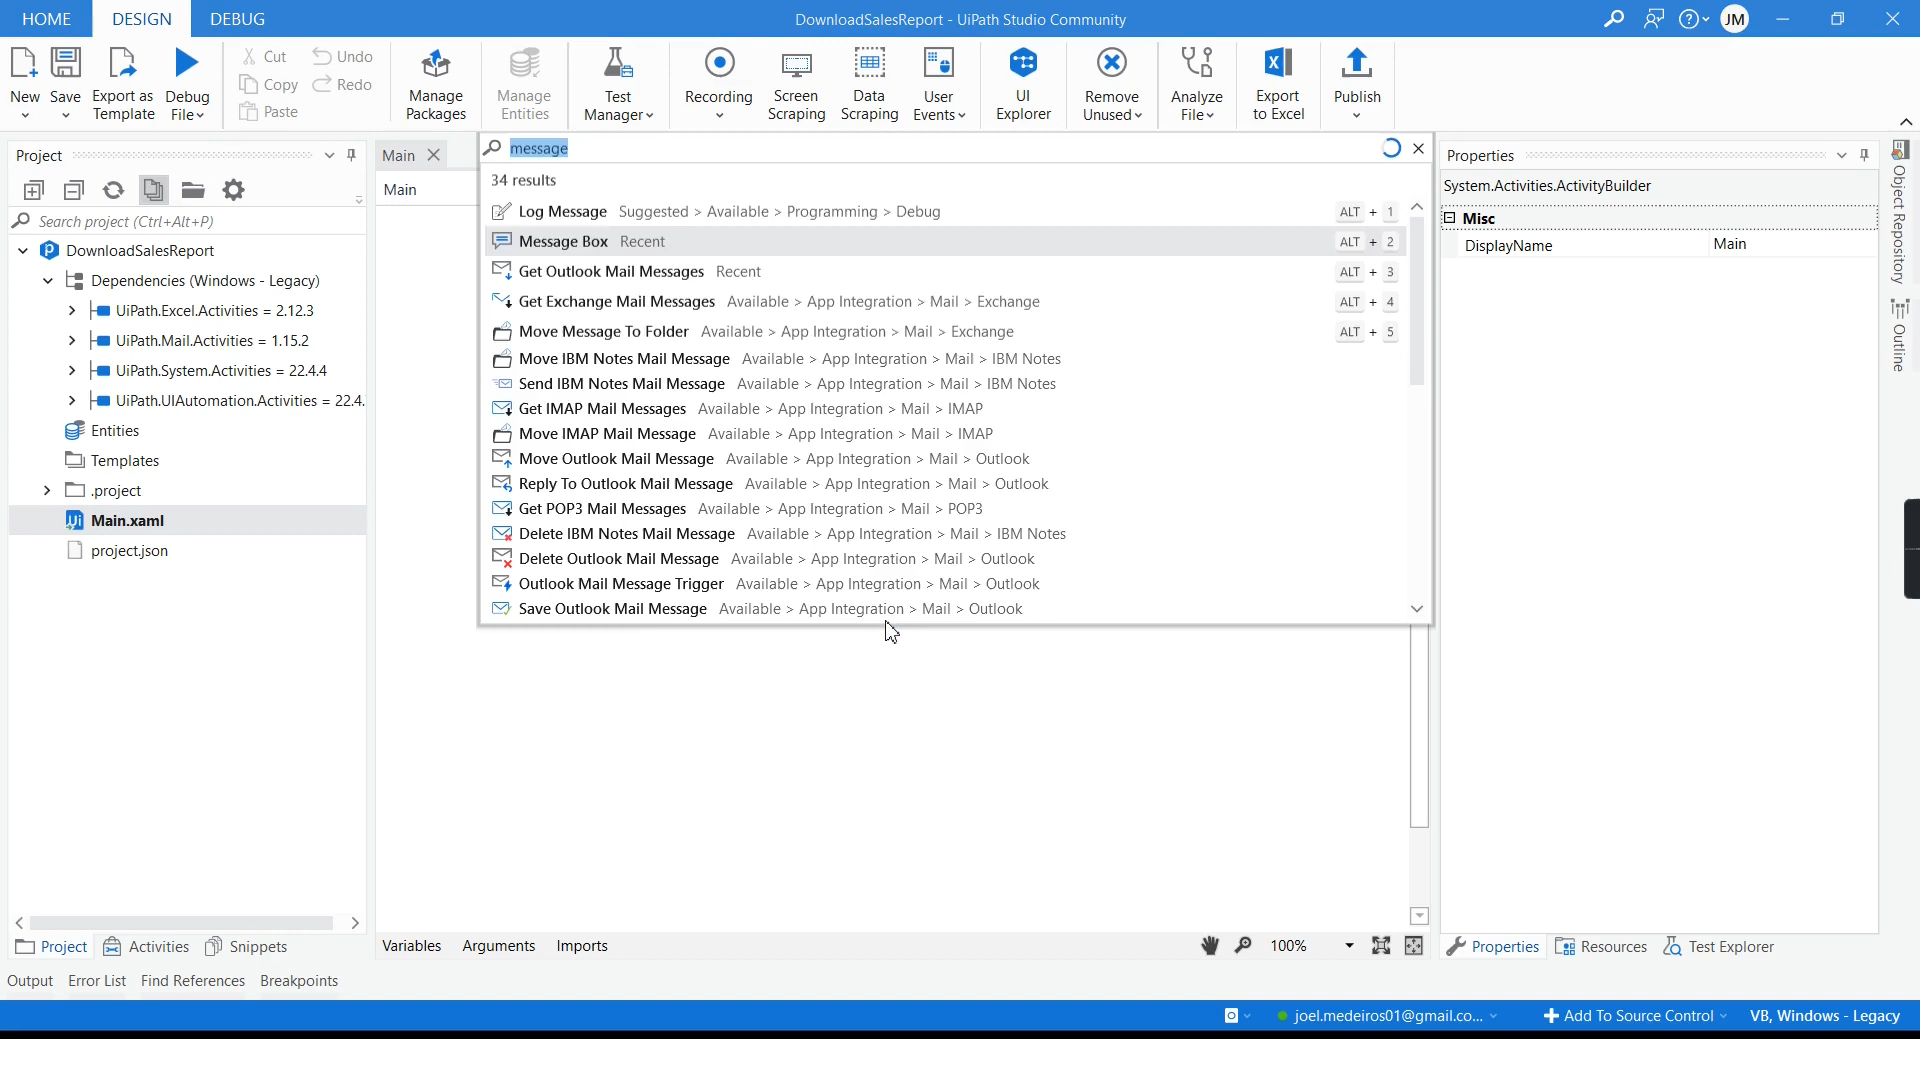 HOME DESIGN DEBUG DownloadSalesReport - UiPath Studio Community JM
New Save Export as Template Debug File Cut Copy Paste Undo Redo Manage Packages Manage Entities Test Manager Recording Screen Scraping Data Scraping User Events UI Explorer Remove Unused Analyze File Export to Excel Publish
Project
Search project (Ctrl+Alt+P)
DownloadSalesReport
Dependencies (Windows - Legacy)
UiPath.Excel.Activities = 2.12.3
UiPath.Mail.Activities = 1.15.2
UiPath.System.Activities = 22.4.4
UiPath.UIAutomation.Activities = 22.4.
Entities
Templates
.project
Main.xaml
project.json
Project Activities Snippets
Main
Main
message
34 results
Log Message Suggested > Available > Programming > Debug ALT + 1
Message Box Recent ALT + 2
Get Outlook Mail Messages Recent ALT + 3
Get Exchange Mail Messages Available > App Integration > Mail > Exchange ALT + 4
Move Message To Folder Available > App Integration > Mail > Exchange ALT + 5
Move IBM Notes Mail Message Available > App Integration > Mail > IBM Notes
Send IBM Notes Mail Message Available > App Integration > Mail > IBM Notes
Get IMAP Mail Messages Available > App Integration > Mail > IMAP
Move IMAP Mail Message Available > App Integration > Mail > IMAP
Move Outlook Mail Message Available > App Integration > Mail > Outlook
Reply To Outlook Mail Message Available > App Integration > Mail > Outlook
Get POP3 Mail Messages Available > App Integration > Mail > POP3
Delete IBM Notes Mail Message Available > App Integration > Mail > IBM Notes
Delete Outlook Mail Message Available > App Integration > Mail > Outlook
Outlook Mail Message Trigger Available > App Integration > Mail > Outlook
Save Outlook Mail Message Available > App Integration > Mail > Outlook
Variables Arguments Imports 100%
Properties
System.Activities.ActivityBuilder
Misc
DisplayName Main
Properties Resources Test Explorer
Object Repository
Outline
Output Error List Find References Breakpoints
joel.medeiros01@gmail.co... Add To Source Control VB, Windows - Legacy